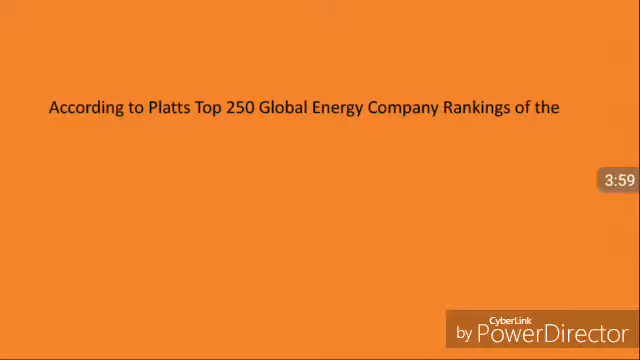 According to Platts Top 250 Global Energy Company Rankings of the
3:59
CyberLink
by PowerDirector